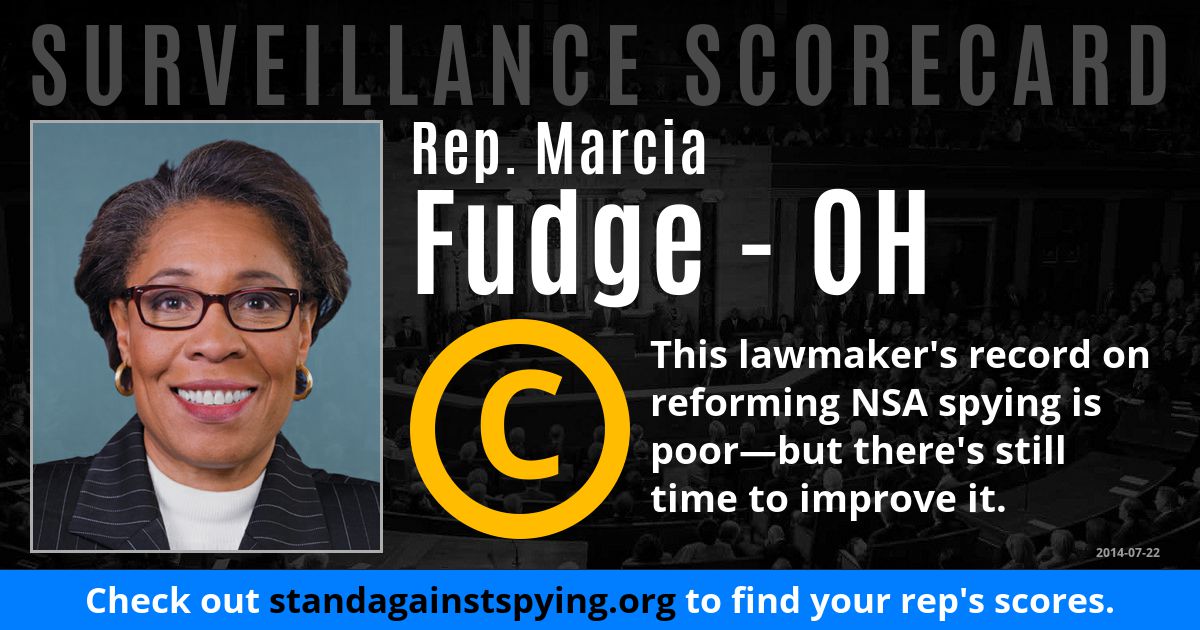 SURVEILLANCE SCORECARD
Rep. Marcia
Fudge - OH
C
This lawmaker's record on
reforming NSA spying is
poor—but there's still
time to improve it.
2014-07-22
Check out standagainstspying.org to find your rep's scores.